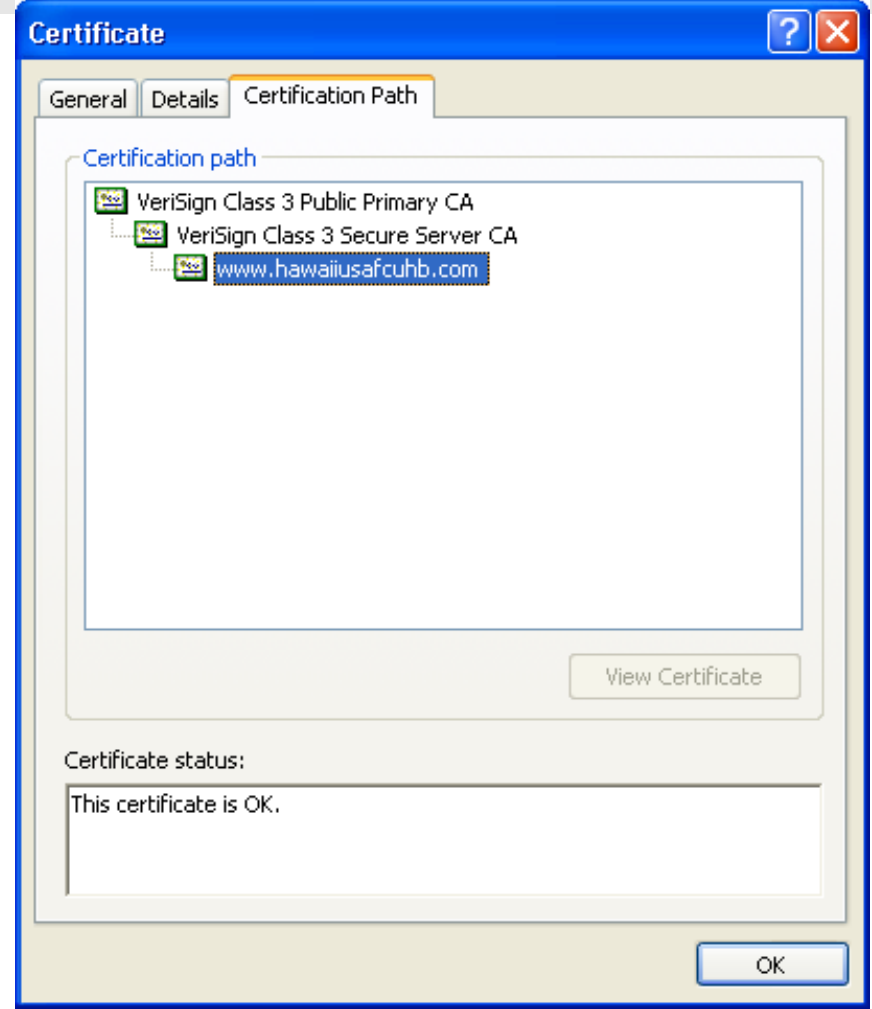 Certificate
?
General Details Certification Path
Certification path
VeriSign Class 3 Public Primary CA
VeriSign Class 3 Secure Server CA
www.hawaiiusafcuhb.com
View Certificate
Certificate status:
This certificate is OK.
OK